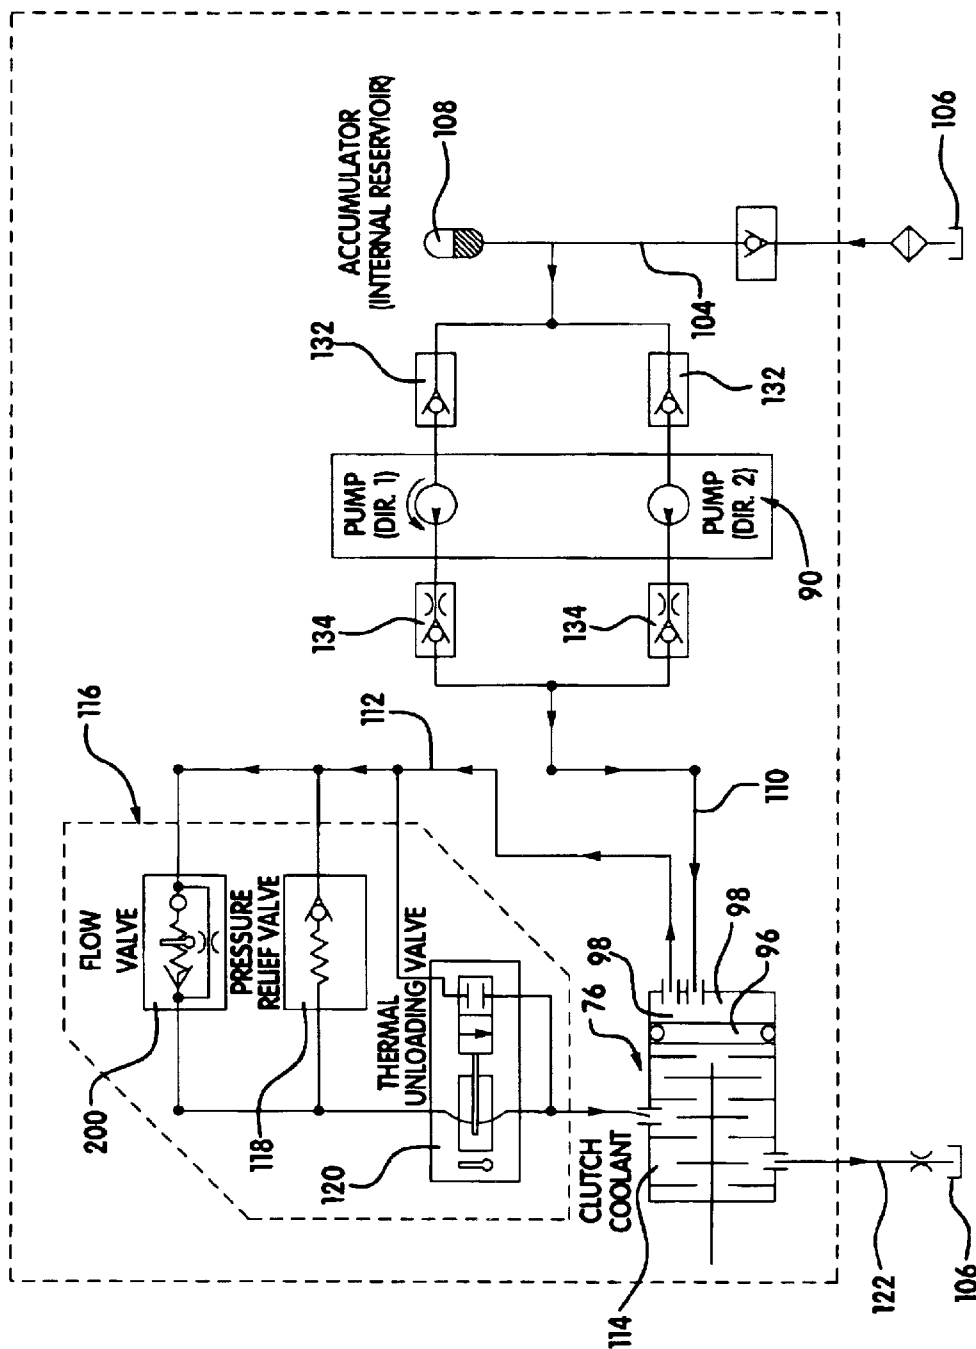 116
FLOW
VALVE
200
PRESSURE
RELIEF VALVE
118
THERMAL
UNLOADING VALVE
120
112
CLUTCH
COOLANT
76
98
98
96
114
110
122
106
134
134
PUMP
(DIR. 1)
PUMP
(DIR. 2)
90
132
132
ACCUMULATOR
(INTERNAL RESERVIOIR)
108
104
106